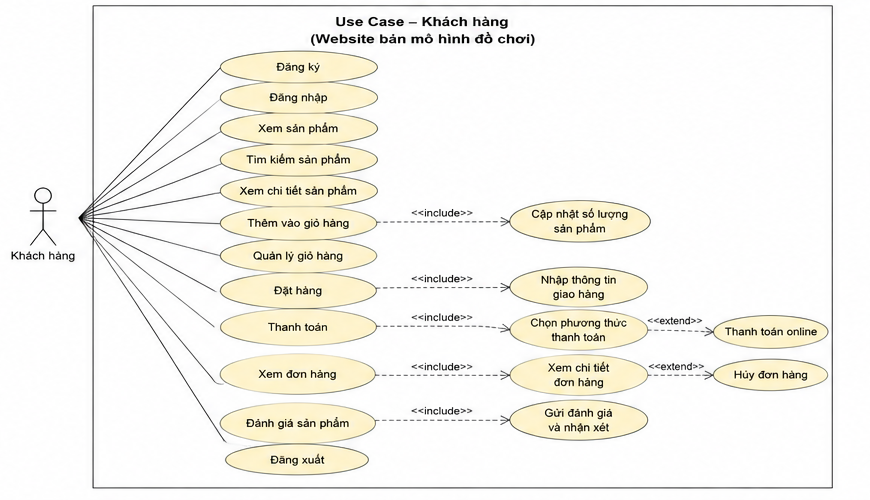 Use Case – Khách hàng
(Website bán mô hình đồ chơi)
Đăng ký
Đăng nhập
Xem sản phẩm
Tìm kiếm sản phẩm
Xem chi tiết sản phẩm
Thêm vào giỏ hàng
<<include>>
Cập nhật số lượng
sản phẩm
Khách hàng
Quản lý giỏ hàng
Đặt hàng
<<include>>
Nhập thông tin
giao hàng
Thanh toán
<<include>>
Chọn phương thức
thanh toán
<<extend>>
Thanh toán online
Xem đơn hàng
<<include>>
Xem chi tiết
đơn hàng
<<extend>>
Hủy đơn hàng
Đánh giá sản phẩm
<<include>>
Gửi đánh giá
và nhận xét
Đăng xuất